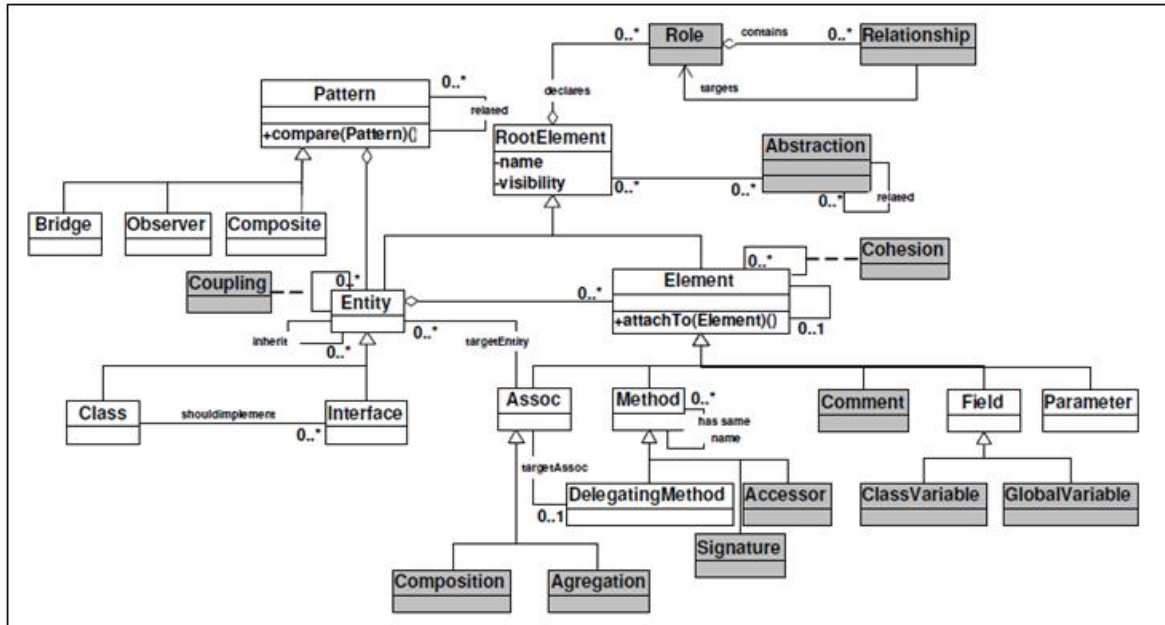 0..* Role contains 0..* Relationship
0..*
Pattern
declares
targets
related
+compare(Pattern)()
RootElement
-name
-visibility
Abstraction
0..*
0..*
0..*
related
Bridge
Observer
Composite
Cohesion
0..*
Coupling
0..*
Element
Entity
0..*
+attachTo(Element)()
0..1
inherit
0..*
0..*
targetEntity
Class
shouldimplement
0..*
Interface
Assoc
Method
0..*
has same
name
Comment
Field
Parameter
targetAssoc
0..1
DelegatingMethod
Accessor
ClassVariable
GlobalVariable
Signature
Composition
Agregation